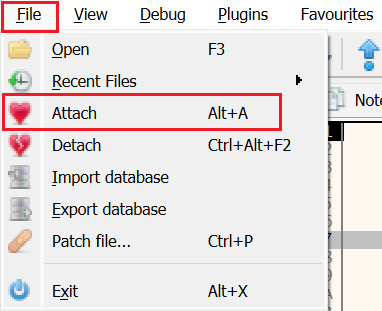 File View Debug Plugins Favourites
Open F3
Recent Files
Attach Alt+A
Detach Ctrl+Alt+F2
Import database
Export database
Patch file... Ctrl+P
Exit Alt+X
Note